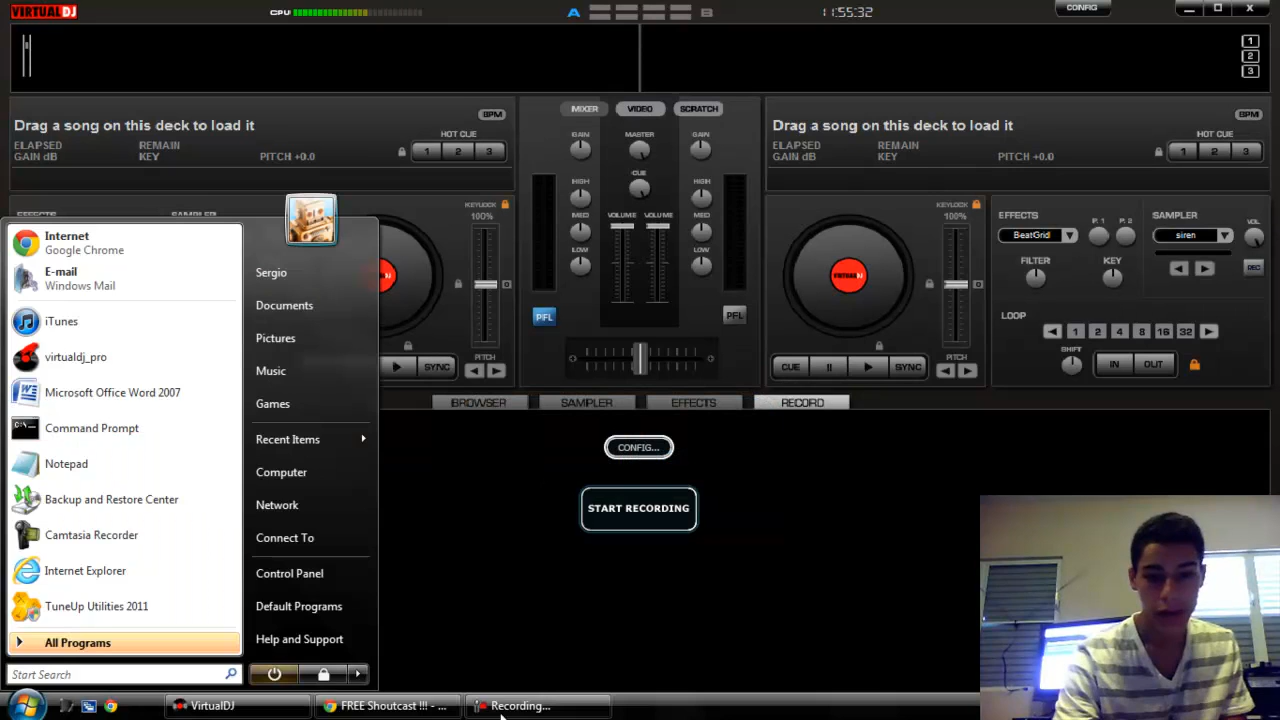 VIRTUAL DJ
CPU
A
B
11:55:32
CONFIG
1
2
3
BPM
Drag a song on this deck to load it
ELAPSED
REMAIN
GAIN dB
KEY
PITCH +0.0
HOT CUE
1 2 3
MIXER VIDEO SCRATCH
GAIN
MASTER
GAIN
CUE
HIGH
HIGH
MED
VOLUME VOLUME
MED
LOW
LOW
PFL
PFL
BPM
Drag a song on this deck to load it
ELAPSED
REMAIN
GAIN dB
KEY
PITCH +0.0
HOT CUE
1 2 3
KEYLOCK
100%
SYNC
PITCH
KEYLOCK
100%
VIRTUAL DJ
CUE
SYNC
PITCH
EFFECTS
P. 1
P. 2
BeatGrid
FILTER
KEY
SAMPLER
VOL
siren
REC
LOOP
1 2 4 8 16 32
SHIFT
IN OUT
BROWSER SAMPLER EFFECTS RECORD
CONFIG...
START RECORDING
Internet
Google Chrome
E-mail
Windows Mail
iTunes
virtualdj_pro
Microsoft Office Word 2007
Command Prompt
Notepad
Backup and Restore Center
Camtasia Recorder
Internet Explorer
TuneUp Utilities 2011
All Programs
Start Search
Sergio
Documents
Pictures
Music
Games
Recent Items
Computer
Network
Connect To
Control Panel
Default Programs
Help and Support
VirtualDJ
FREE Shoutcast !!! - ...
Recording...